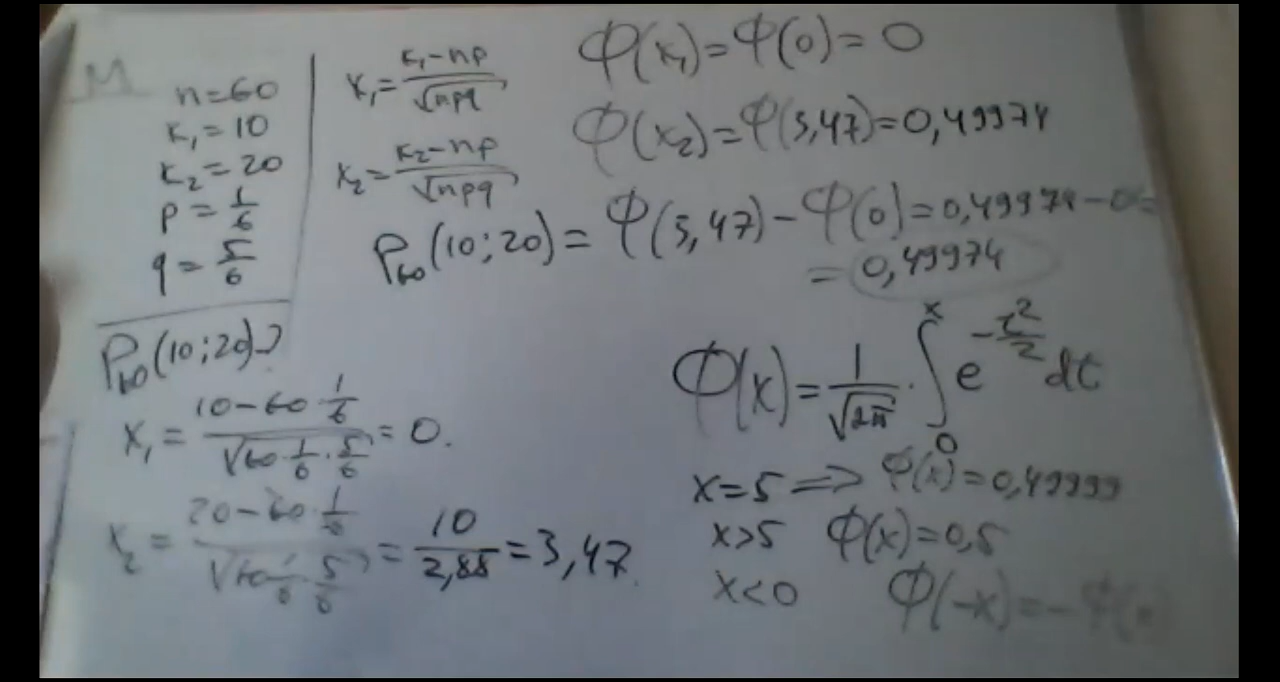 M
n=60
K₁=10
K₂=20
p=1/6
q=5/6
P₆₀(10;20)-?
x₁=(K₁-np)/√npq
x₂=(K₂-np)/√npq
x₁=(10-60·1/6)/√(60·1/6·5/6)=0.
x₂=(20-60·1/6)/√(60·1/6·5/6)=10/2,88=3,47
Φ(x₁)=Φ(0)=0
Φ(x₂)=Φ(3,47)=0,49974
P₆₀(10;20)=Φ(3,47)-Φ(0)=0,49974-0=
=0,49974
Φ(x)=1/√2π·∫₀ˣ e^(-t²/2) dt
x=5 => Φ(x)=0,49999
x>5 Φ(x)=0,5
x<0 Φ(-x)=-Φ(x)